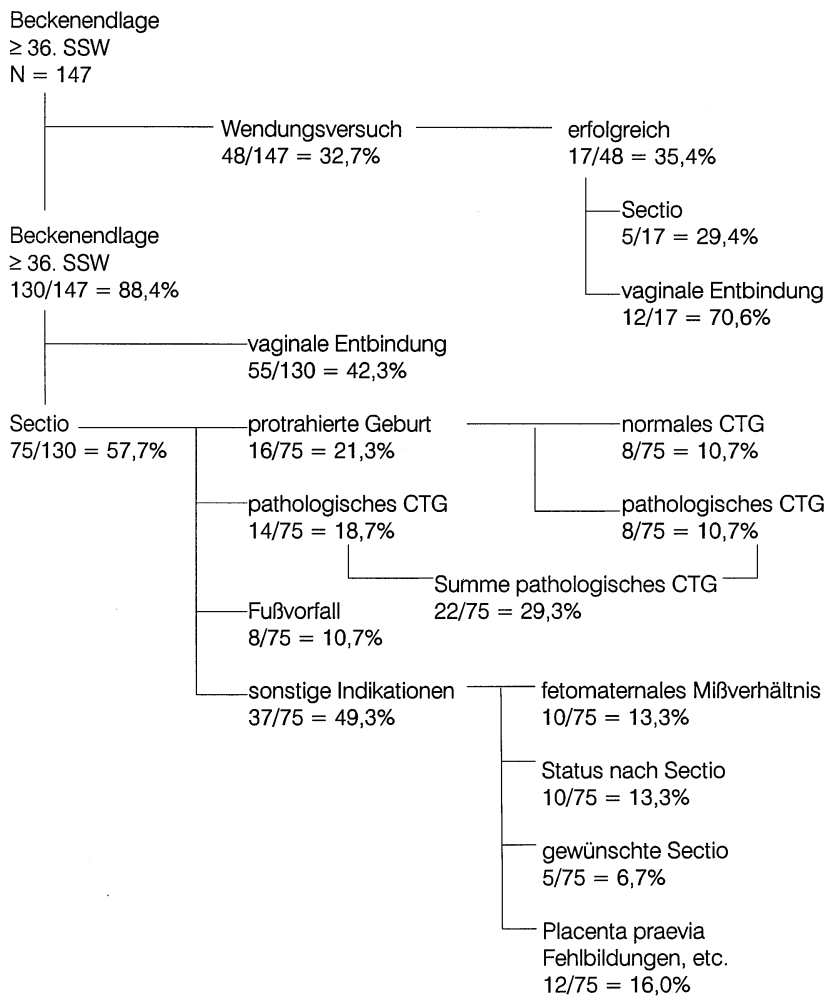 Beckenendlage
≥ 36. SSW
N = 147
Wendungsversuch
48/147 = 32,7%
erfolgreich
17/48 = 35,4%
Sectio
5/17 = 29,4%
vaginale Entbindung
12/17 = 70,6%
Beckenendlage
≥ 36. SSW
130/147 = 88,4%
vaginale Entbindung
55/130 = 42,3%
Sectio
75/130 = 57,7%
protrahierte Geburt
16/75 = 21,3%
normales CTG
8/75 = 10,7%
pathologisches CTG
14/75 = 18,7%
pathologisches CTG
8/75 = 10,7%
Summe pathologisches CTG
22/75 = 29,3%
Fußvorfall
8/75 = 10,7%
sonstige Indikationen
37/75 = 49,3%
fetomaternales Mißverhältnis
10/75 = 13,3%
Status nach Sectio
10/75 = 13,3%
gewünschte Sectio
5/75 = 6,7%
Placenta praevia
Fehlbildungen, etc.
12/75 = 16,0%